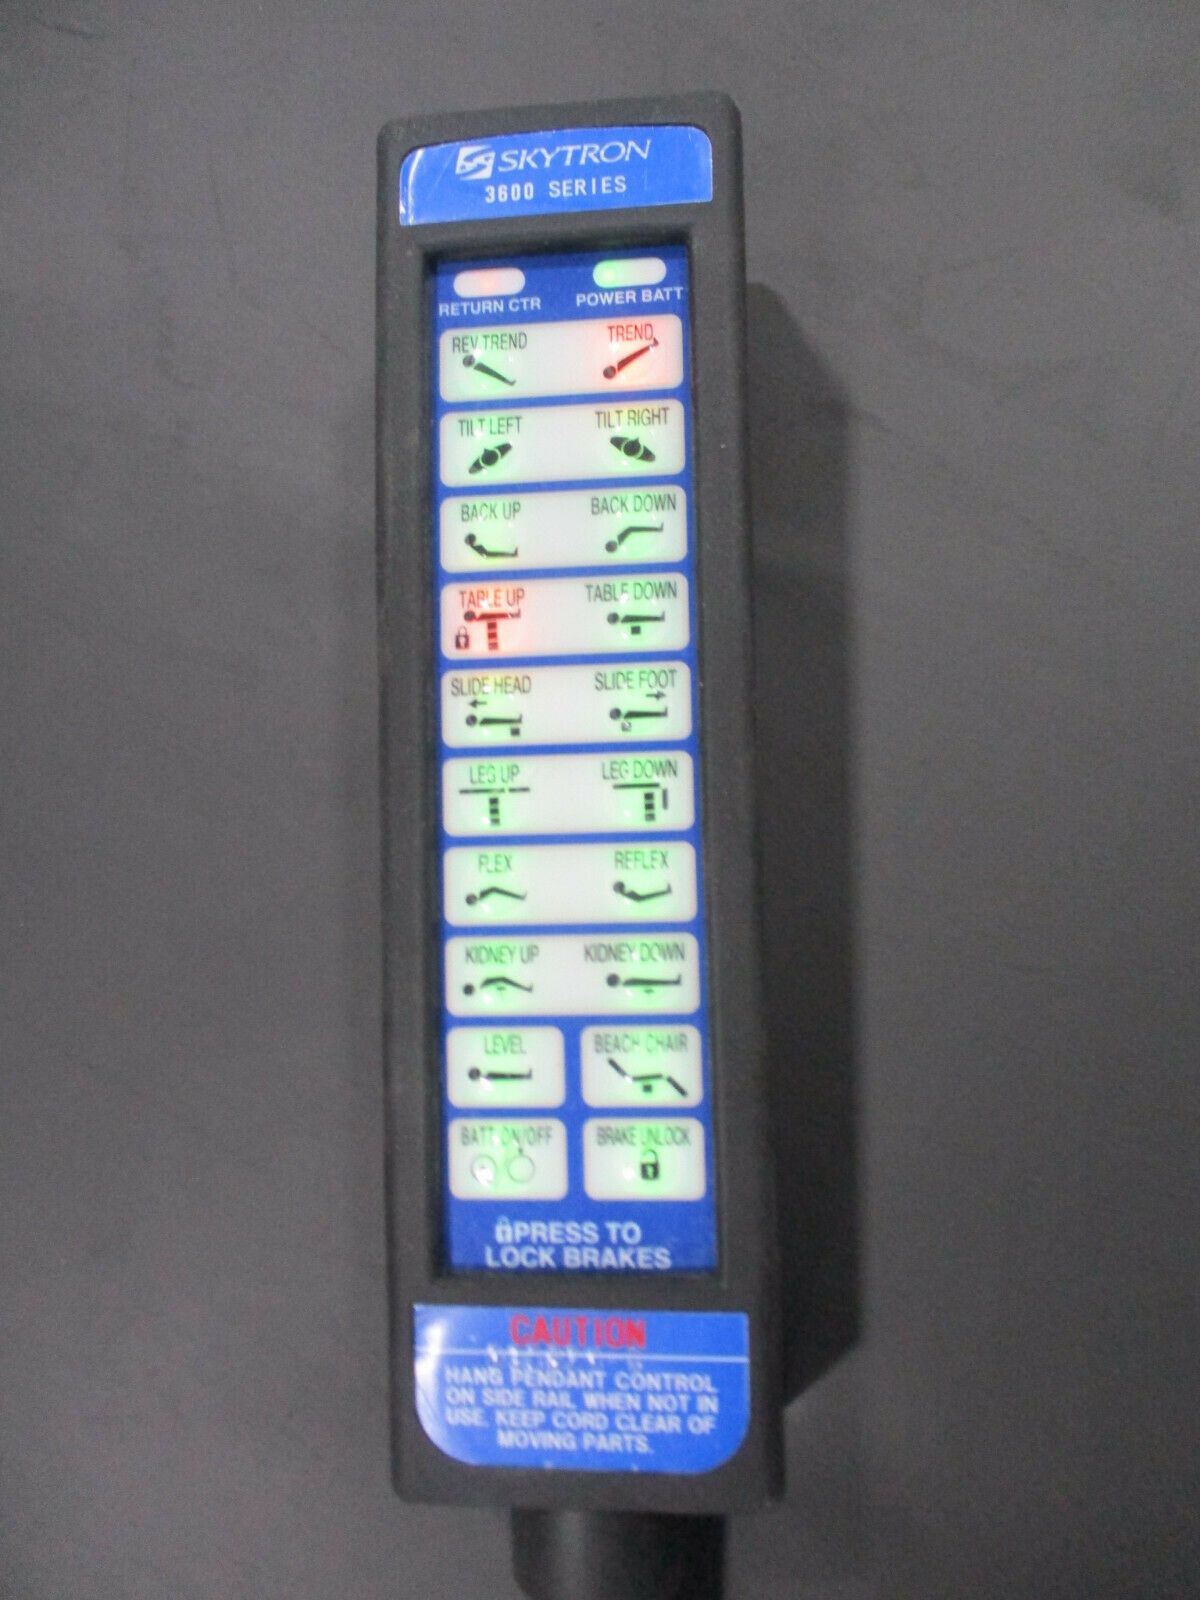 SKYTRON
3600 SERIES
RETURN CTR POWER BATT
REV TREND TREND
TILT LEFT TILT RIGHT
BACK UP BACK DOWN
TABLE UP TABLE DOWN
SLIDE HEAD SLIDE FOOT
LEG UP LEG DOWN
FLEX REFLEX
KIDNEY UP KIDNEY DOWN
LEVEL BEACH CHAIR
BATT ON/OFF BRAKE UNLOCK
PRESS TO
LOCK BRAKES
CAUTION
HANG PENDANT CONTROL
ON SIDE RAIL WHEN NOT IN
USE. KEEP CORD CLEAR OF
MOVING PARTS.